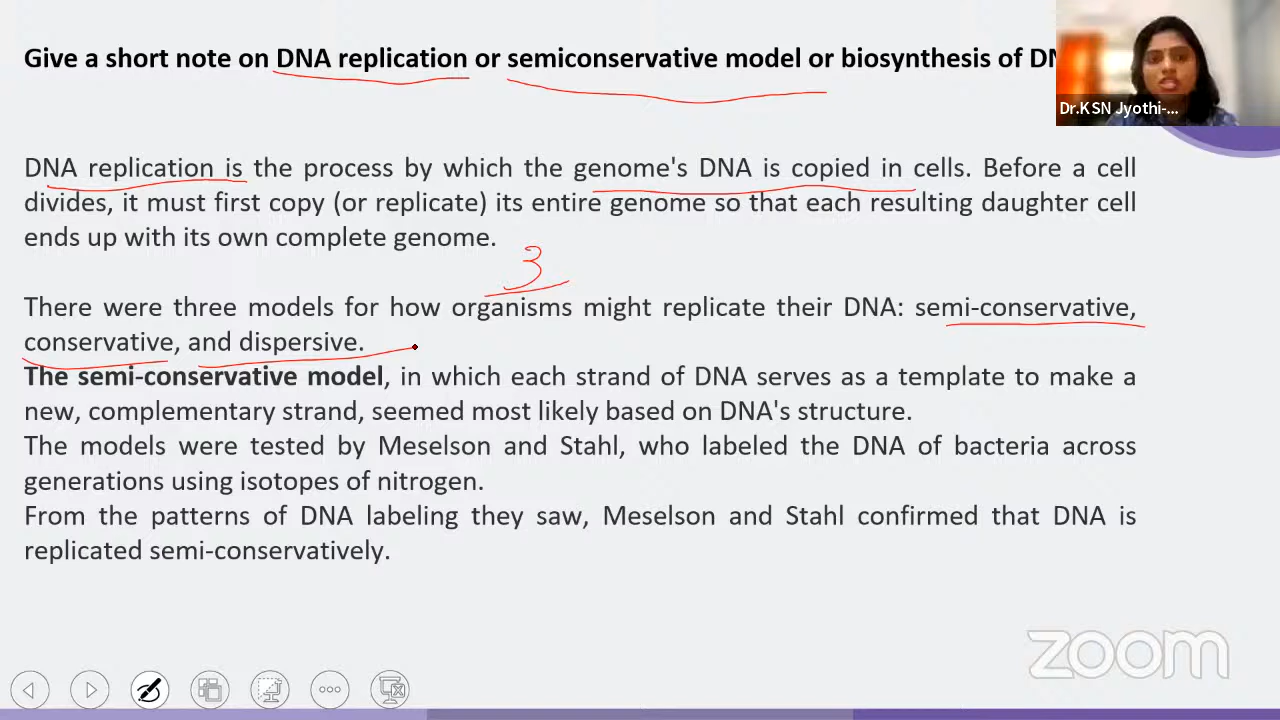 Give a short note on DNA replication or semiconservative model or biosynthesis of
Dr.KSN Jyothi-...
DNA replication is the process by which the genome's DNA is copied in cells. Before a cell
divides, it must first copy (or replicate) its entire genome so that each resulting daughter cell
ends up with its own complete genome.
3
There were three models for how organisms might replicate their DNA: semi-conservative,
conservative, and dispersive.
The semi-conservative model, in which each strand of DNA serves as a template to make a
new, complementary strand, seemed most likely based on DNA's structure.
The models were tested by Meselson and Stahl, who labeled the DNA of bacteria across
generations using isotopes of nitrogen.
From the patterns of DNA labeling they saw, Meselson and Stahl confirmed that DNA is
replicated semi-conservatively.
zoom